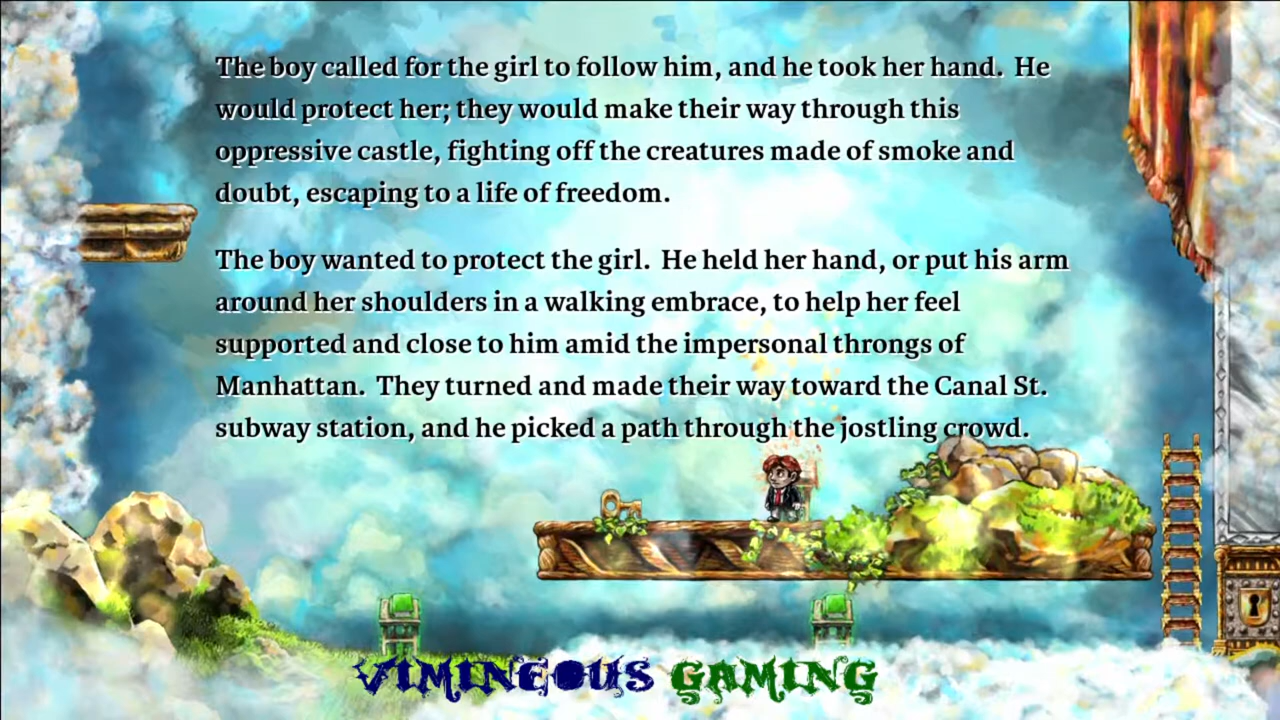 The boy called for the girl to follow him, and he took her hand.  He
would protect her; they would make their way through this
oppressive castle, fighting off the creatures made of smoke and
doubt, escaping to a life of freedom.
The boy wanted to protect the girl.  He held her hand, or put his arm
around her shoulders in a walking embrace, to help her feel
supported and close to him amid the impersonal throngs of
Manhattan.  They turned and made their way toward the Canal St.
subway station, and he picked a path through the jostling crowd.
VIMINEOUS GAMING